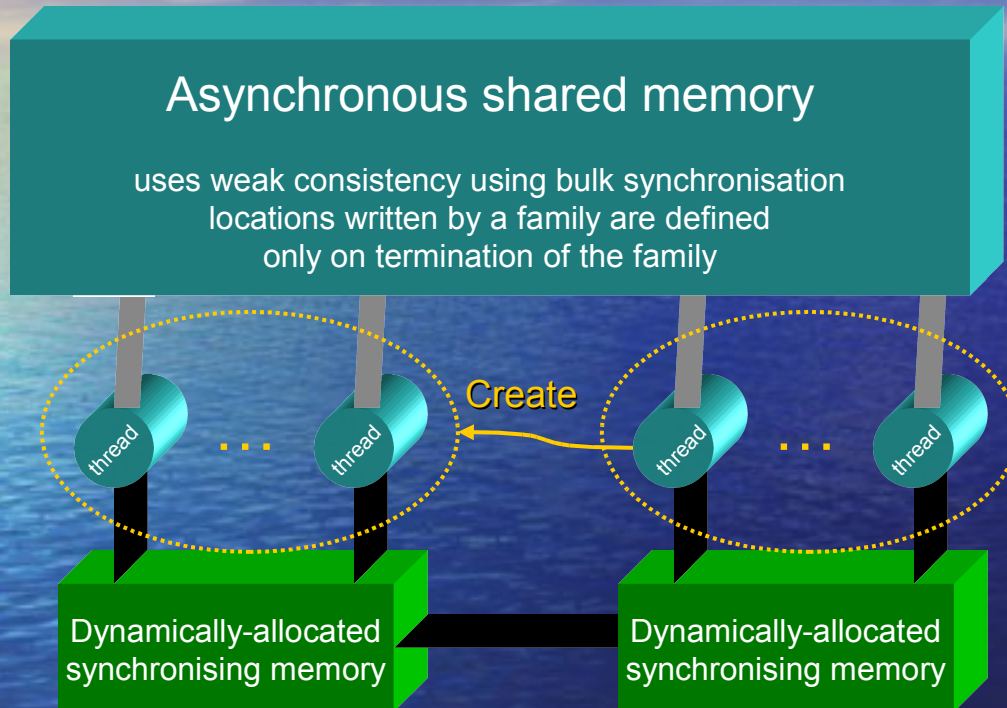 Asynchronous shared memory
uses weak consistency using bulk synchronisation
locations written by a family are defined
only on termination of the family
Create
thread
...
thread
thread
...
thread
Dynamically-allocated
synchronising memory
Dynamically-allocated
synchronising memory